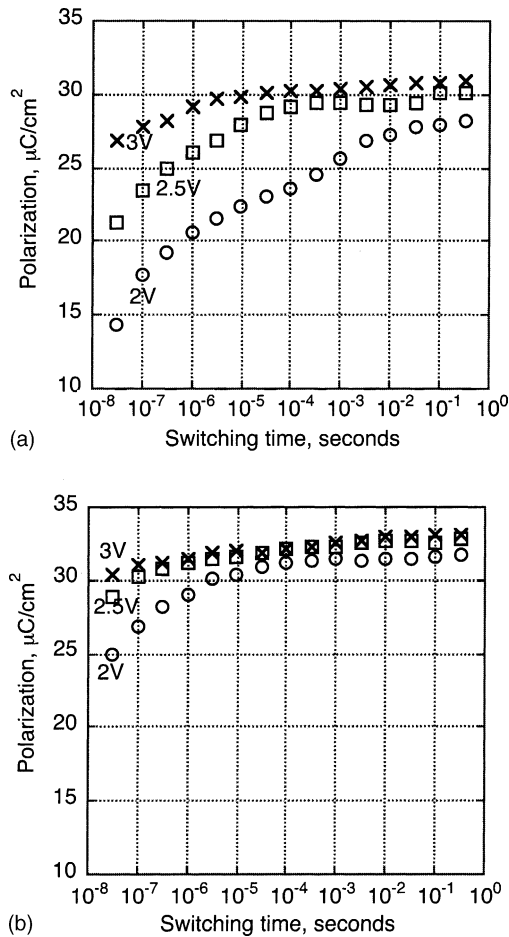 35
30
25
20
15
10
Polarization, μC/cm²
3V
2.5V
2V
10⁻⁸ 10⁻⁷ 10⁻⁶ 10⁻⁵ 10⁻⁴ 10⁻³ 10⁻² 10⁻¹ 10⁰
(a)
Switching time, seconds
35
30
25
20
15
10
Polarization, μC/cm²
3V
2.5V
2V
10⁻⁸ 10⁻⁷ 10⁻⁶ 10⁻⁵ 10⁻⁴ 10⁻³ 10⁻² 10⁻¹ 10⁰
(b)
Switching time, seconds